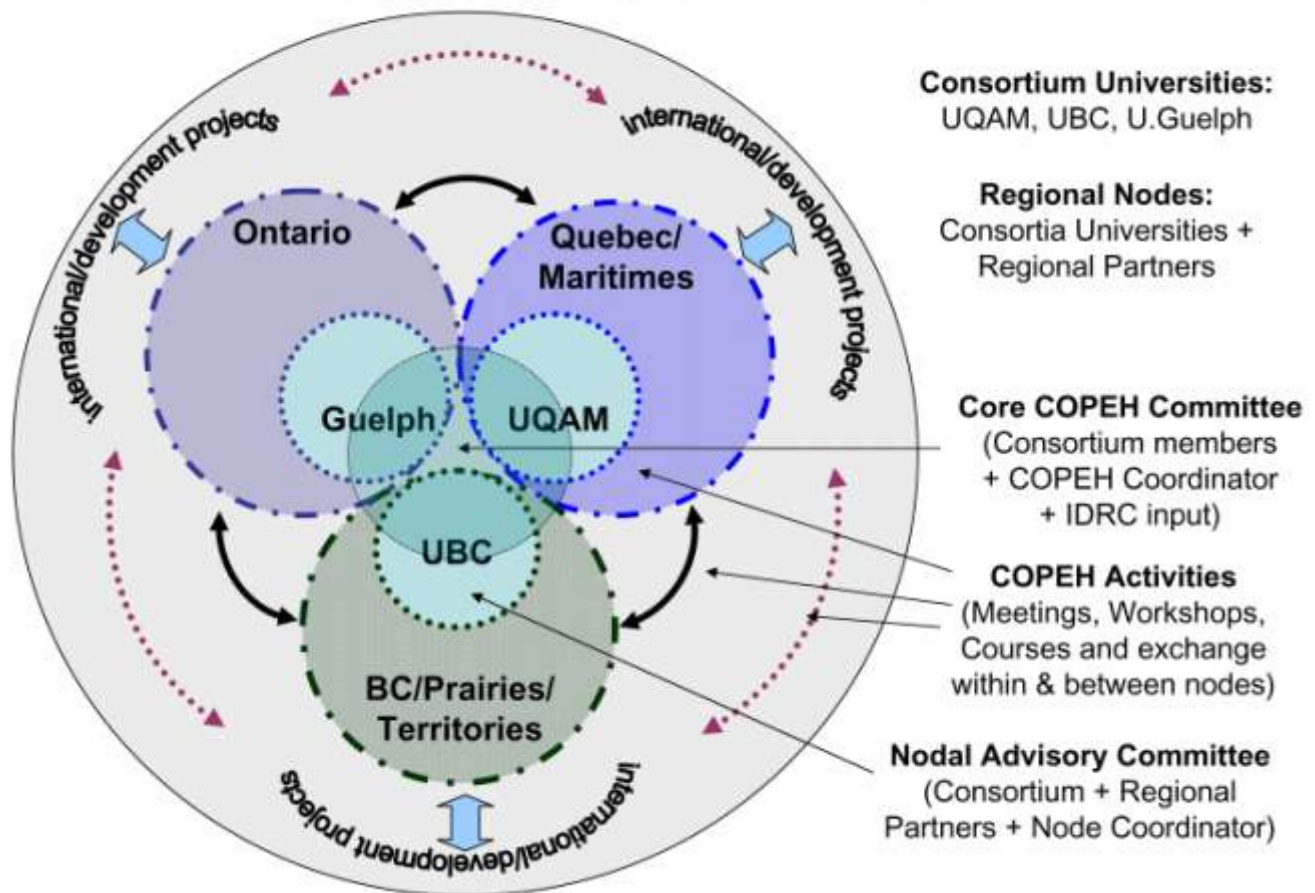 international/development projects
international/development projects
Ontario
Quebec/
Maritimes
Guelph
UQAM
UBC
BC/Prairies/
Territories
international/development projects
Consortium Universities:
UQAM, UBC, U.Guelph
Regional Nodes:
Consortia Universities +
Regional Partners
Core COPEH Committee
(Consortium members
+ COPEH Coordinator
+ IDRC input)
COPEH Activities
(Meetings, Workshops,
Courses and exchange
within & between nodes)
Nodal Advisory Committee
(Consortium + Regional
Partners + Node Coordinator)